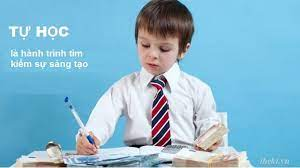 TỰ HỌC
là hành trình tìm
kiếm sự sáng tạo